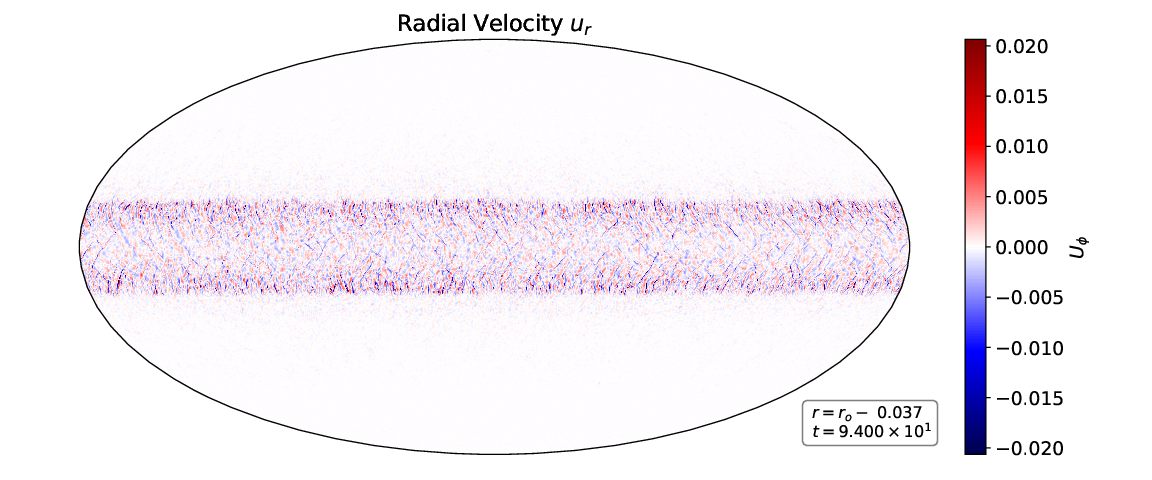 Radial Velocity u_r
0.020
0.015
0.010
0.005
0.000
−0.005
−0.010
−0.015
−0.020
U_ϕ
r = r_o − 0.037
t = 9.400 × 10^1